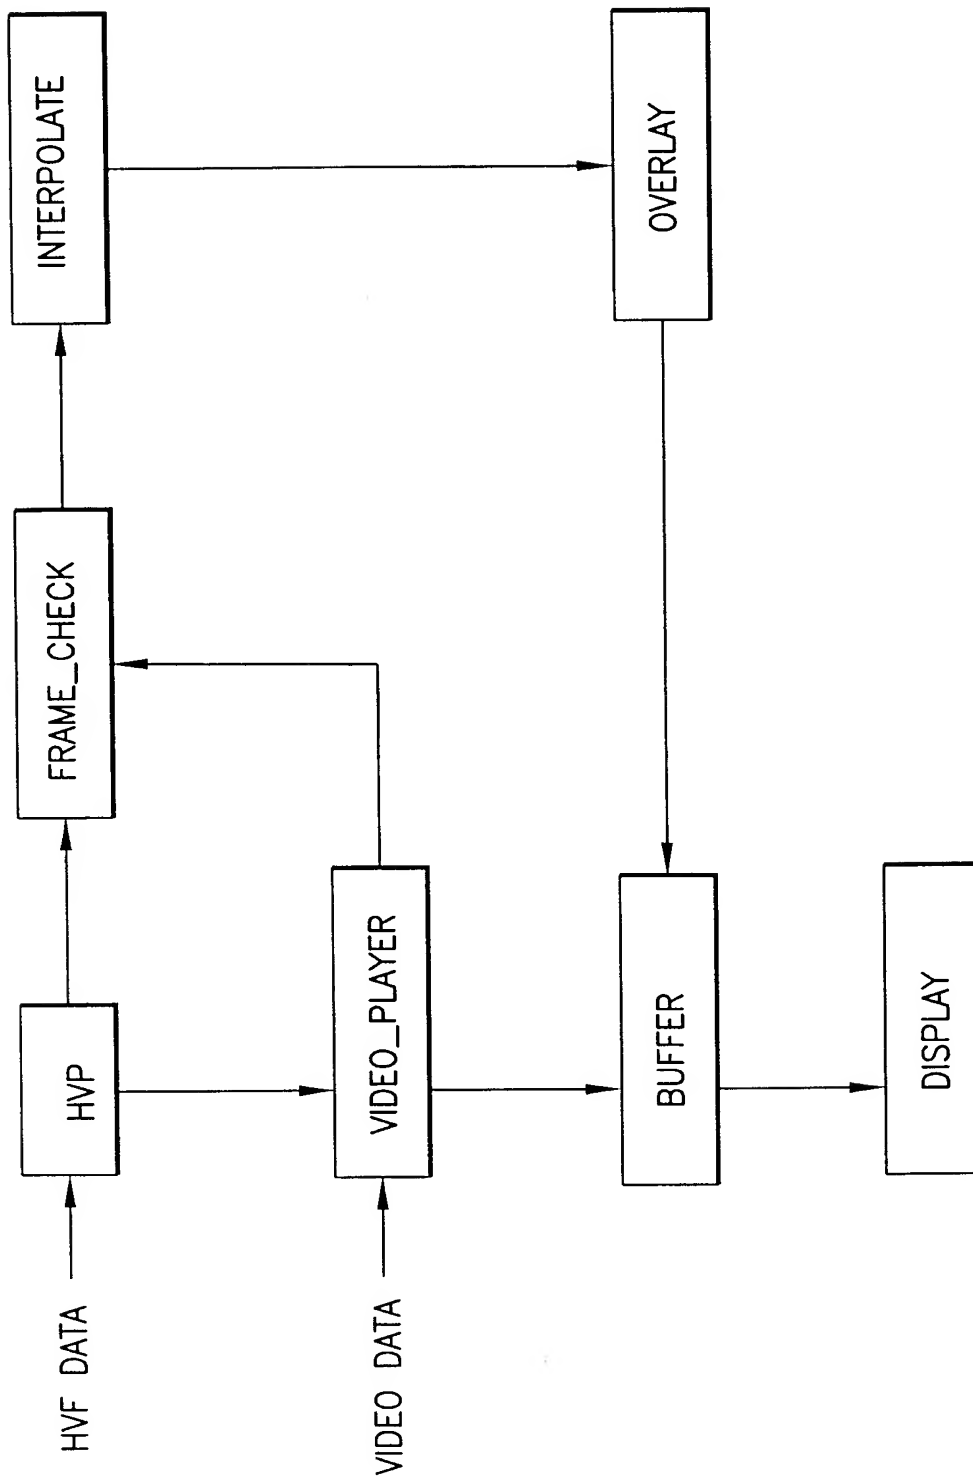 HVF DATA
HVP
FRAME_CHECK
INTERPOLATE
VIDEO DATA
VIDEO_PLAYER
BUFFER
OVERLAY
DISPLAY